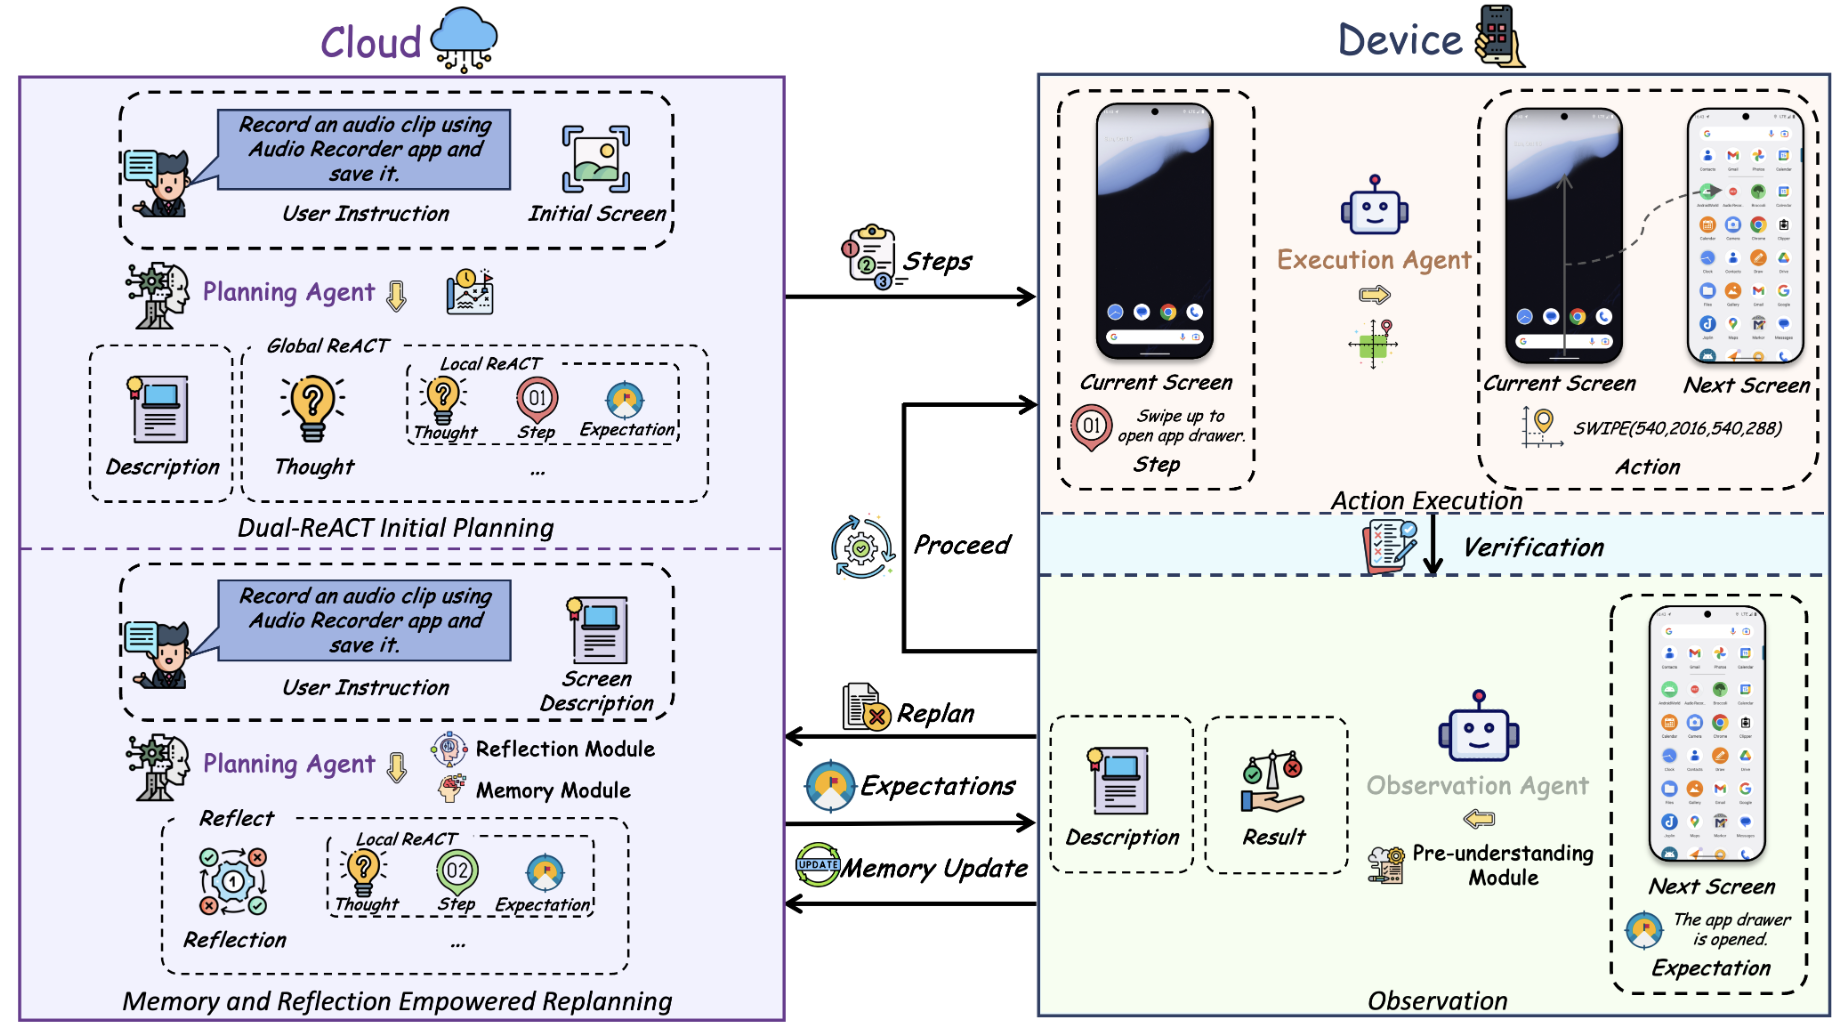 Cloud
Record an audio clip using
Audio Recorder app and
save it.
User Instruction
Initial Screen
Planning Agent
Global ReACT
Local ReACT
Thought
Step
Expectation
01
Description
Thought
...
Dual-ReACT Initial Planning
Record an audio clip using
Audio Recorder app and
save it.
User Instruction
Screen
Description
Planning Agent
Reflection Module
Memory Module
Reflect
Local ReACT
02
1
Thought
Step
Expectation
Reflection
...
Memory and Reflection Empowered Replanning
1
2
3
Steps
Proceed
Replan
Expectations
UPDATE
Memory Update
Device
Current Screen
01
Swipe up to
open app drawer.
Step
Execution Agent
Current Screen
Next Screen
SWIPE(540,2016,540,288)
Action
Action Execution
Verification
Description
Result
Observation Agent
Pre-understanding
Module
Next Screen
The app drawer
is opened.
Expectation
Observation